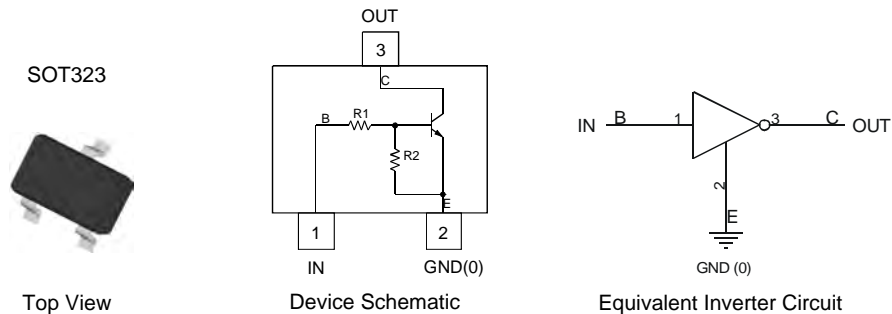 SOT323
Top View
OUT
3
C
B
R1
R2
E
1
2
IN
GND(0)
Device Schematic
IN
B
1
3
C
OUT
2
E
GND (0)
Equivalent Inverter Circuit